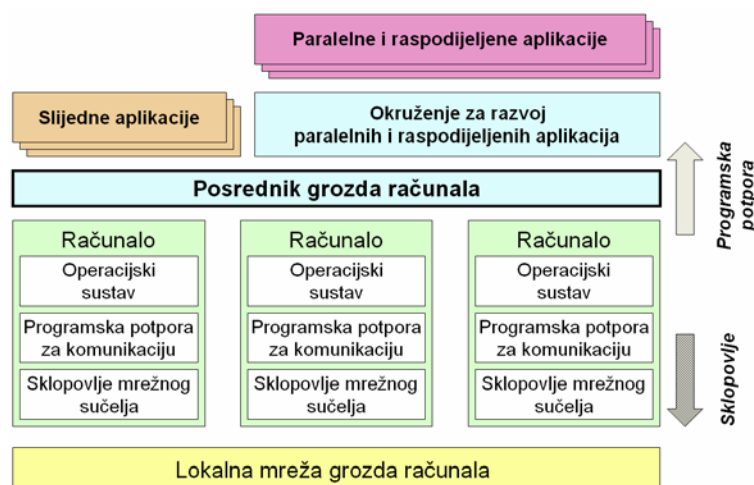 Paralelne i raspodijeljene aplikacije
Slijedne aplikacije
Okruženje za razvoj
paralelnih i raspodijeljenih aplikacija
Posrednik grozda računala
Programska
potpora
Računalo
Operacijski
sustav
Programska potpora
za komunikaciju
Sklopovlje mrežnog
sučelja
Računalo
Operacijski
sustav
Programska potpora
za komunikaciju
Sklopovlje mrežnog
sučelja
Računalo
Operacijski
sustav
Programska potpora
za komunikaciju
Sklopovlje mrežnog
sučelja
Sklopovlje
Lokalna mreža grozda računala